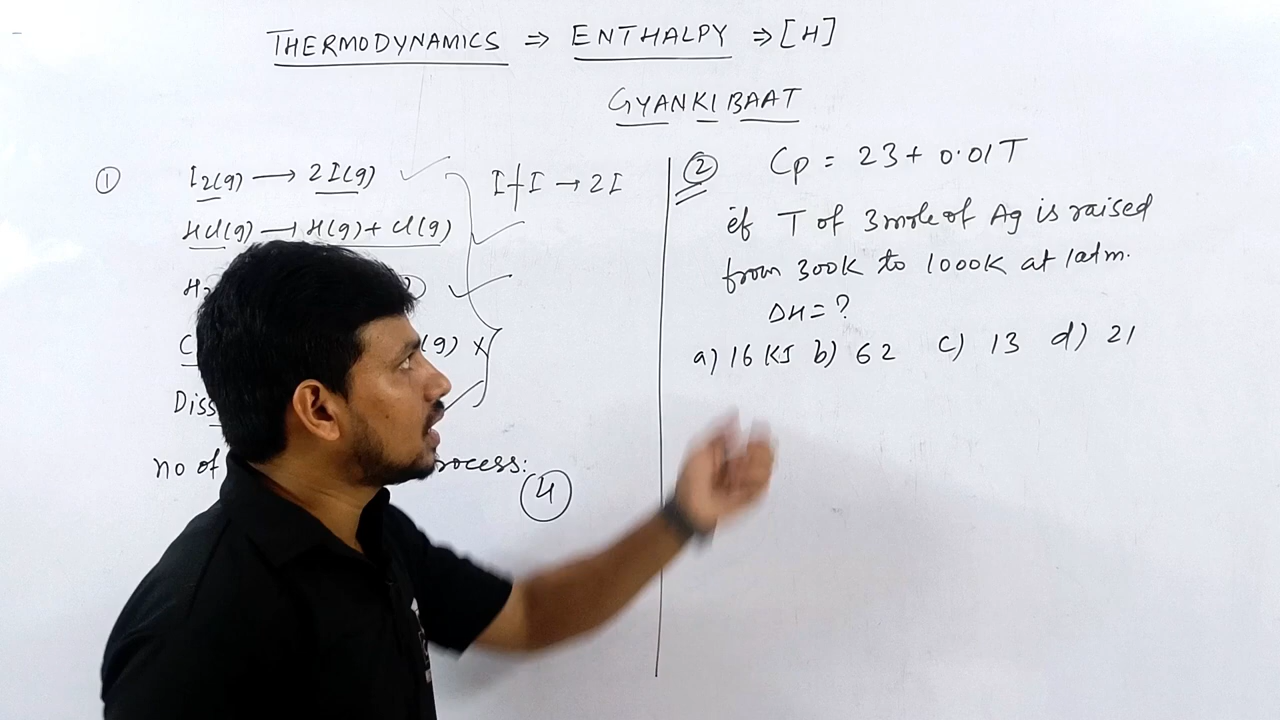 THERMODYNAMICS ⇒ ENTHALPY ⇒ [H]
GYANKIBAAT
① I₂(g) → 2I(g) ✓ I+I → 2I
HCl(g) → H(g) + Cl(g) ✓
H
C (g) ×
Diss
no of rocess:
4
② Cp = 23 + 0.01T
if T of 3 mole of Ag is raised
from 300K to 1000K at 1atm.
ΔH = ?
a) 16 KJ b) 62 c) 13 d) 21